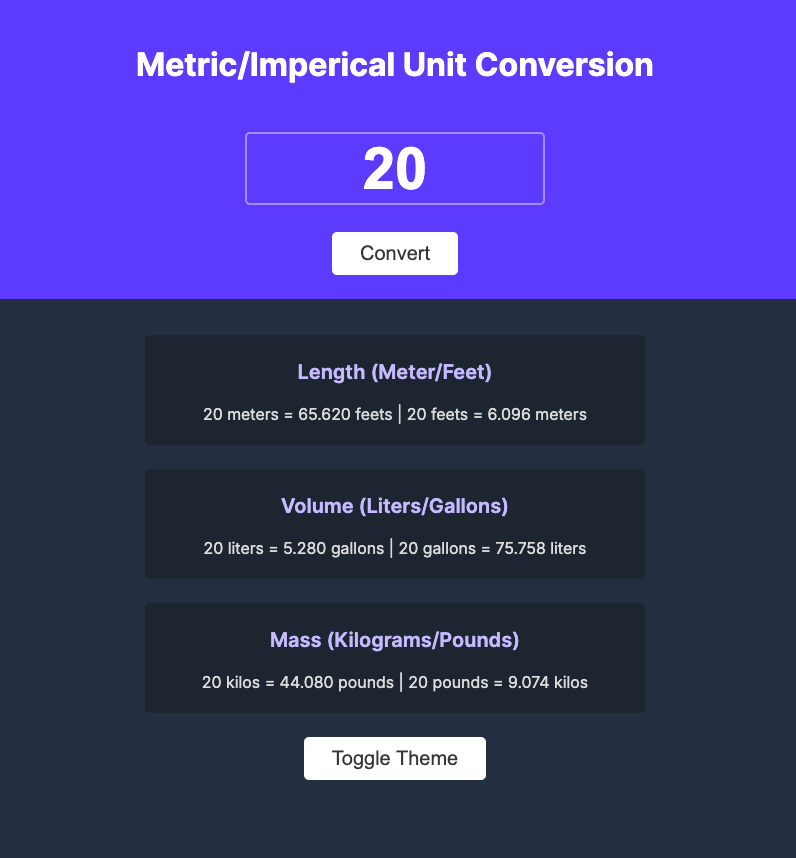 Metric/Imperical Unit Conversion
20
Convert
Length (Meter/Feet)
20 meters = 65.620 feets | 20 feets = 6.096 meters
Volume (Liters/Gallons)
20 liters = 5.280 gallons | 20 gallons = 75.758 liters
Mass (Kilograms/Pounds)
20 kilos = 44.080 pounds | 20 pounds = 9.074 kilos
Toggle Theme